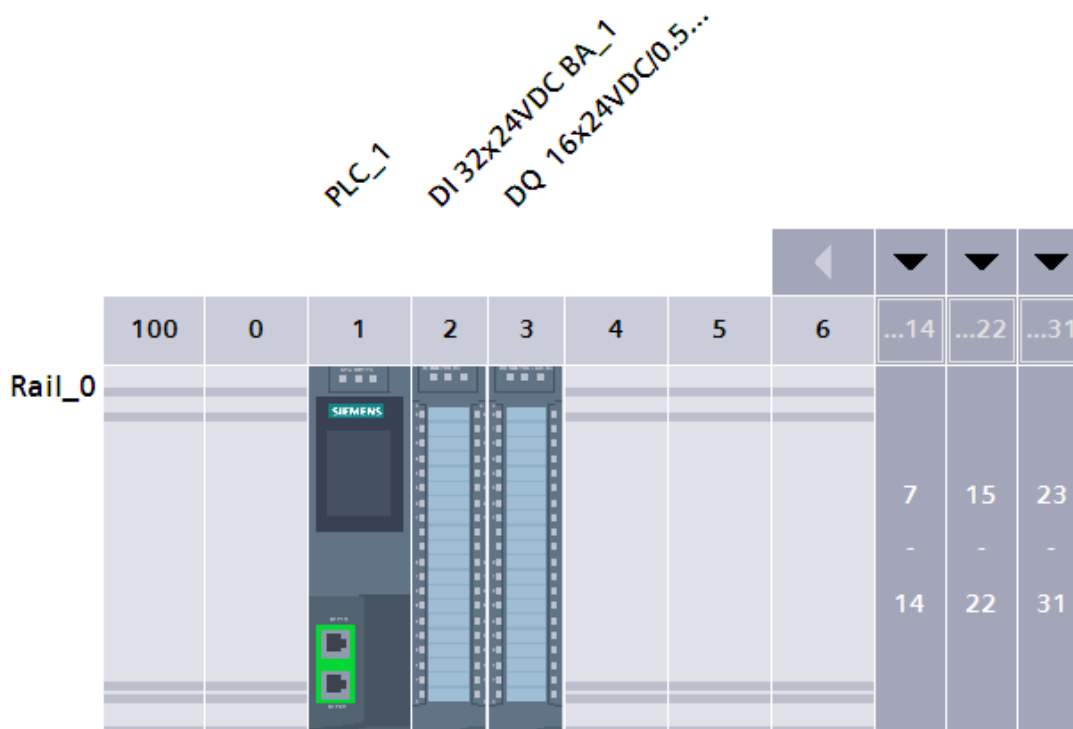 PLC_1
DI 32x24VDC BA_1
DQ 16x24VDC/0.5...
100 0 1 2 3 4 5 6 ...14 ...22 ...31
Rail_0
SIEMENS
7 15 23
- - -
14 22 31